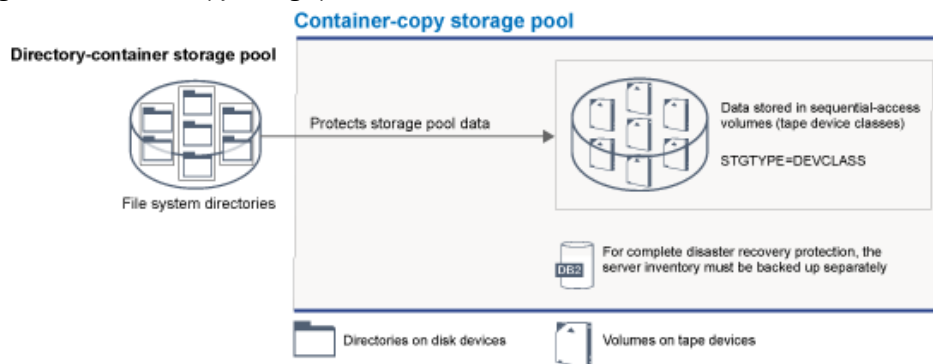 Container-copy storage pool
Directory-container storage pool
Protects storage pool data
Data stored in sequential-access
volumes (tape device classes)
STGTYPE=DEVCLASS
File system directories
DB2
For complete disaster recovery protection, the
server inventory must be backed up separately
Directories on disk devices
Volumes on tape devices